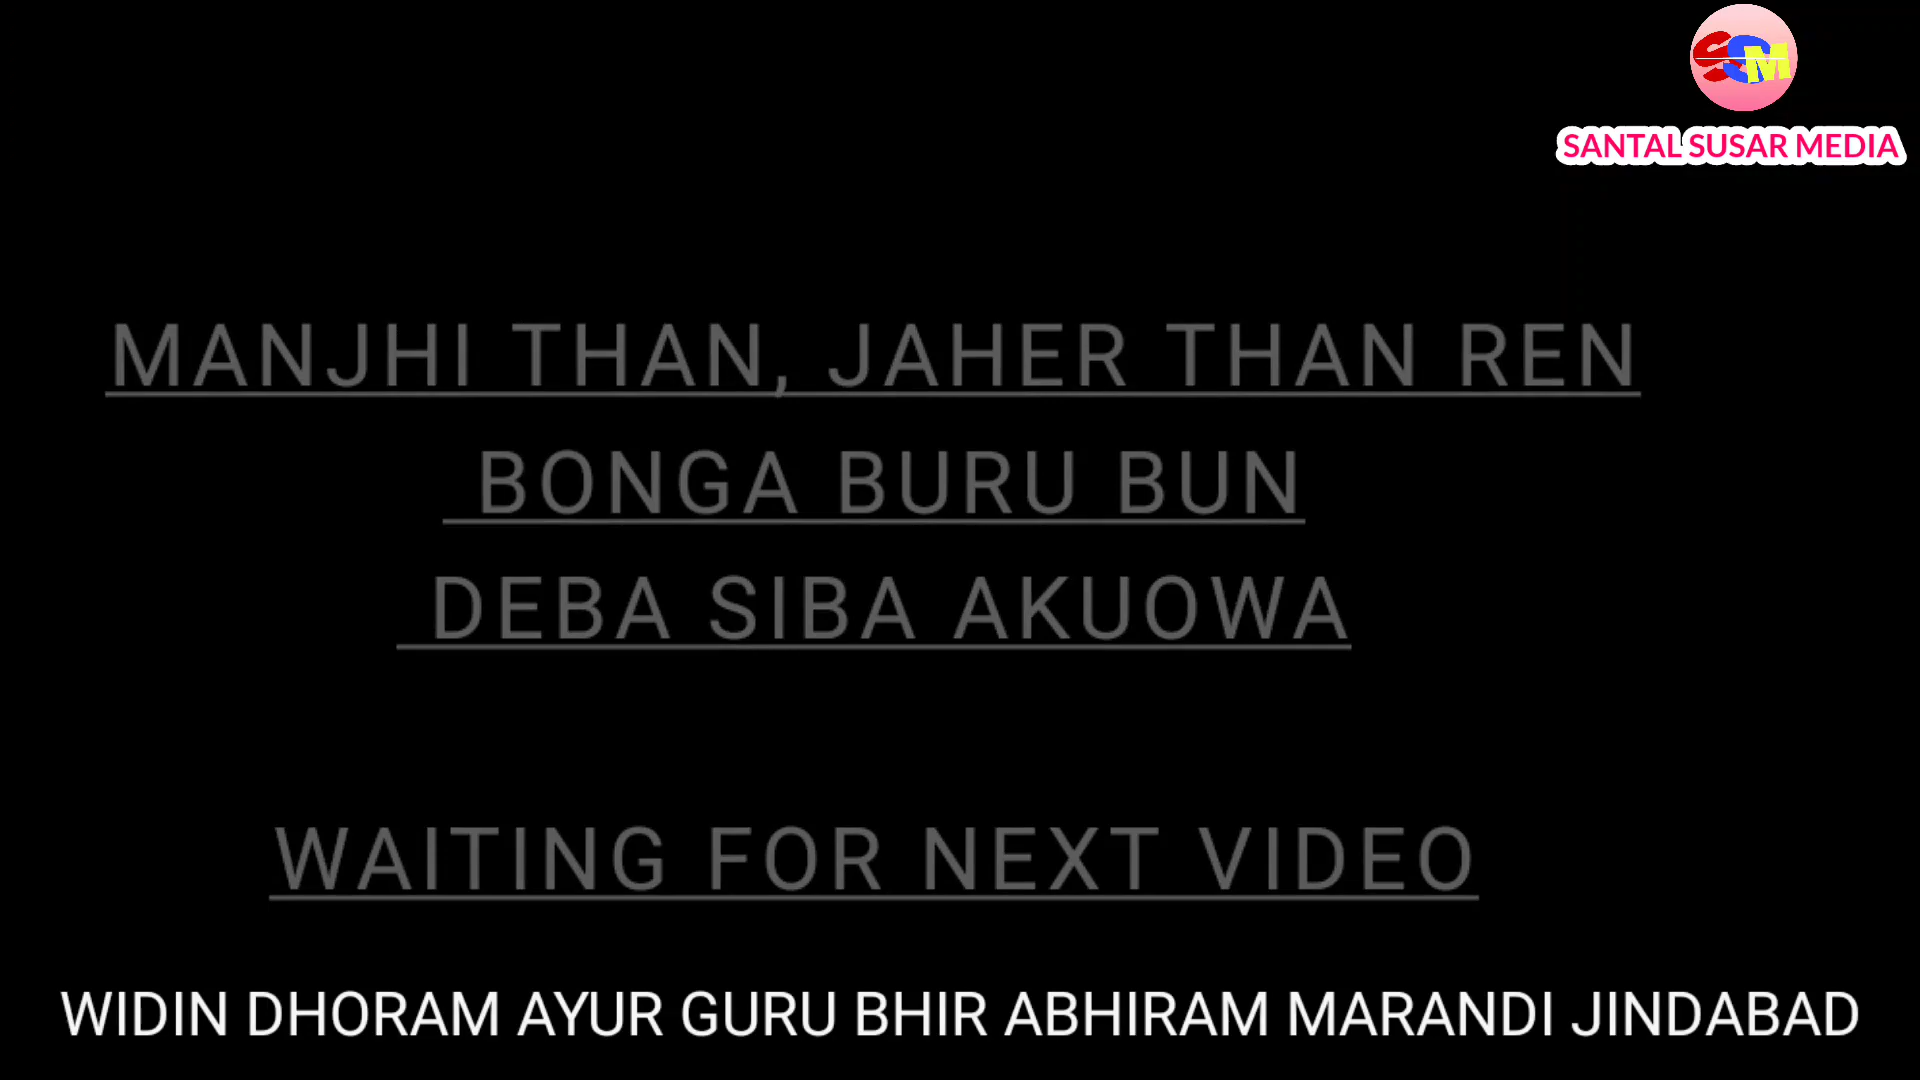 SSM
SANTAL SUSAR MEDIA
MANJHI THAN, JAHER THAN REN
BONGA BURU BUN
DEBA SIBA AKUOWA
WAITING FOR NEXT VIDEO
WIDIN DHORAM AYUR GURU BHIR ABHIRAM MARANDI JINDABAD